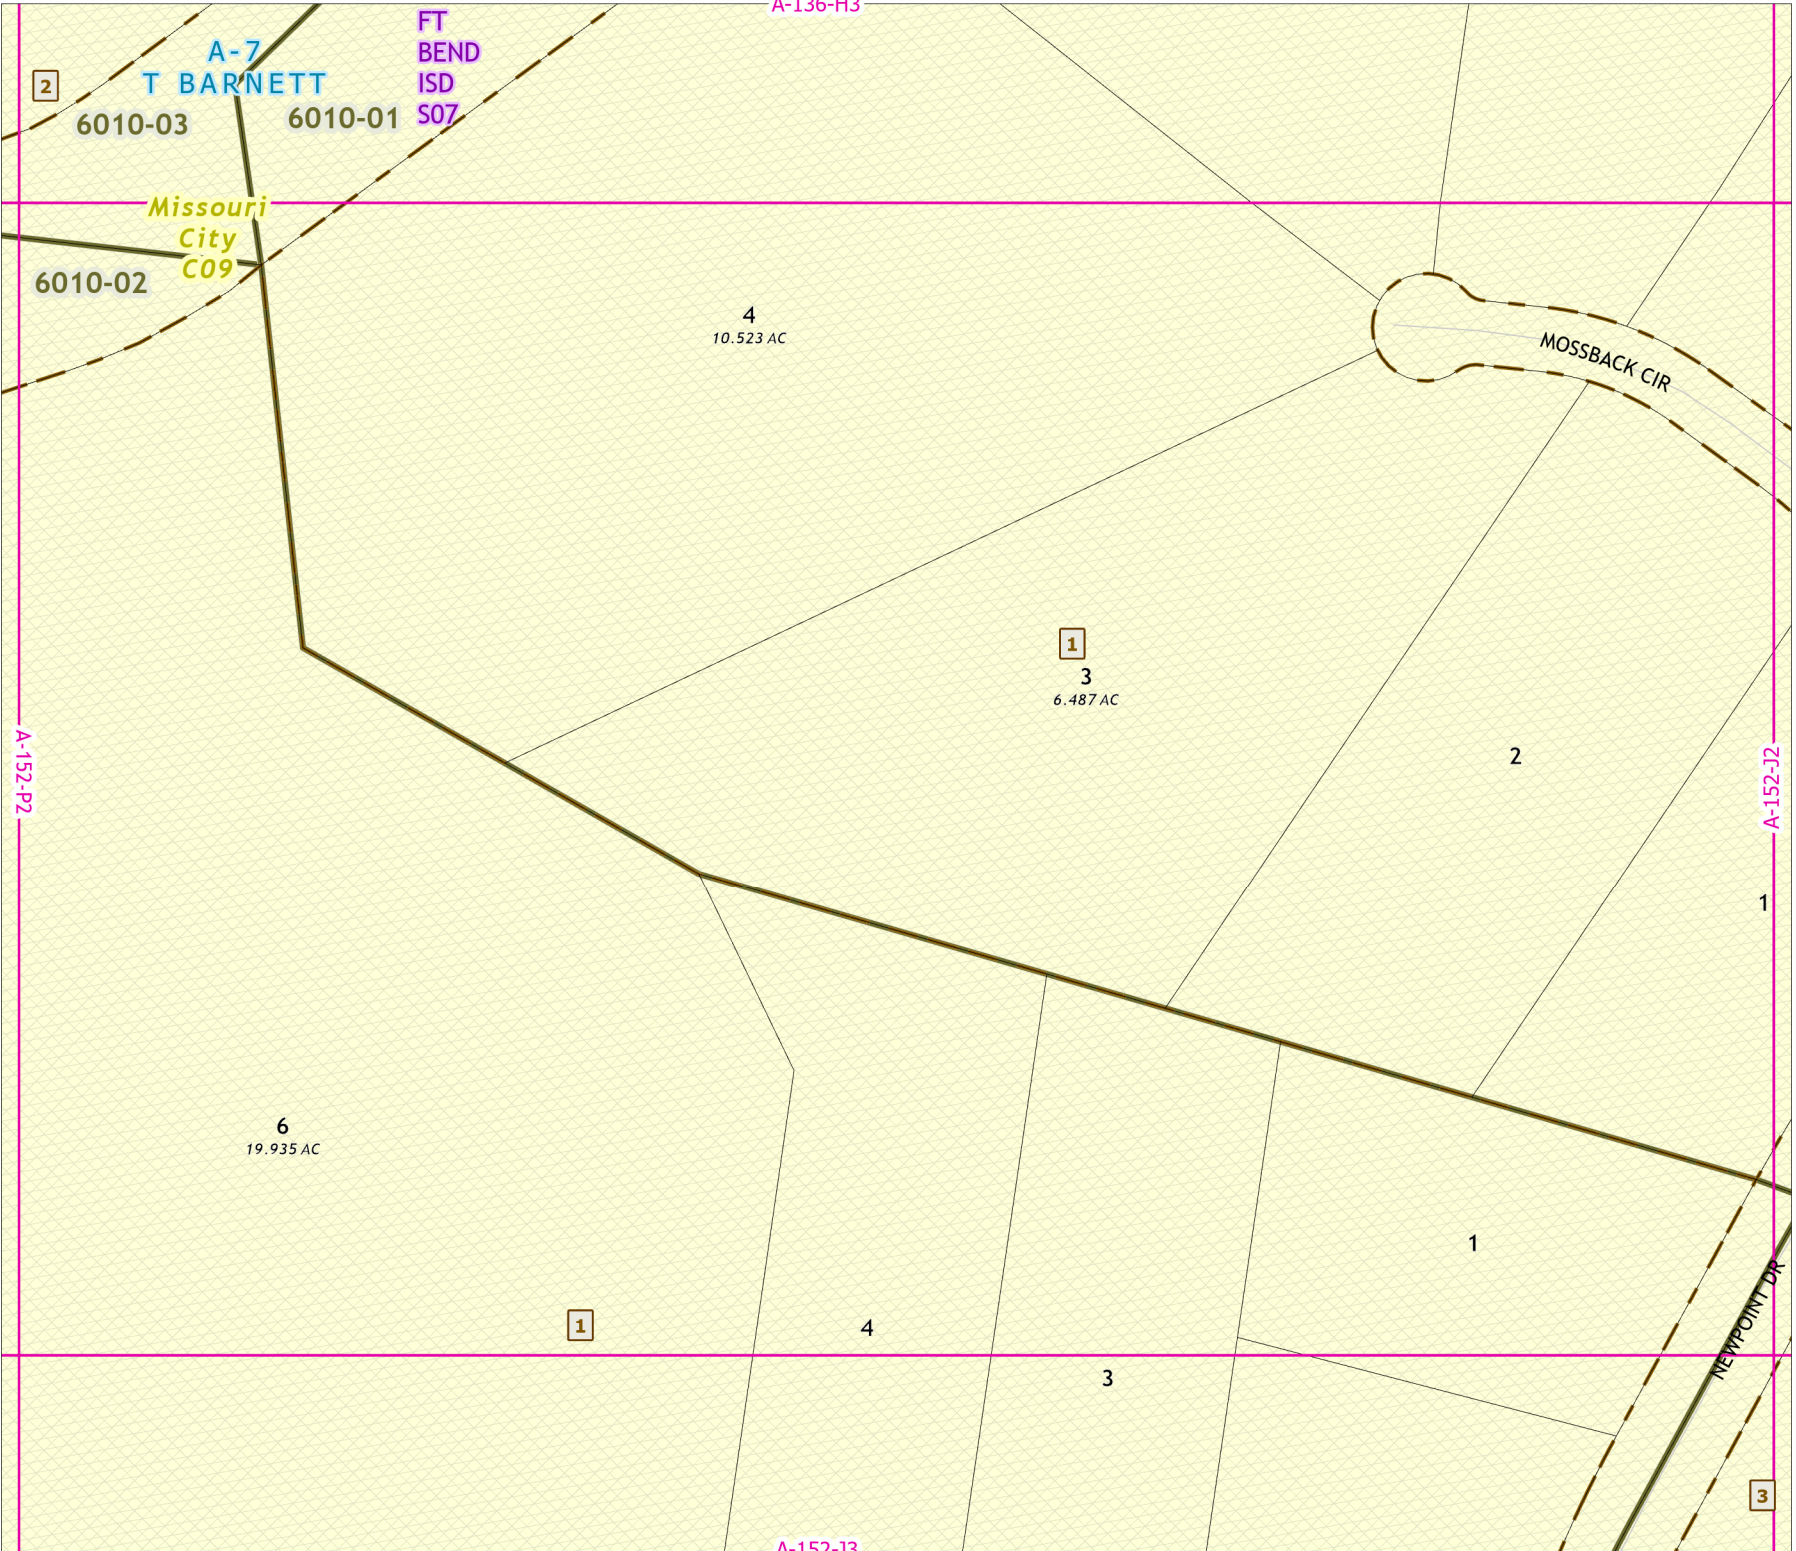 A-136-H3
A-7
T BARNETT
FT
BEND
ISD
S07
2
6010-03
6010-01
Missouri
City
C09
6010-02
4
10.523 AC
MOSSBACK CIR
1
3
6.487 AC
2
A-152-P2
A-152-J2
1
6
19.935 AC
1
NEWPOINT DR
1
4
3
3
A-152-J3